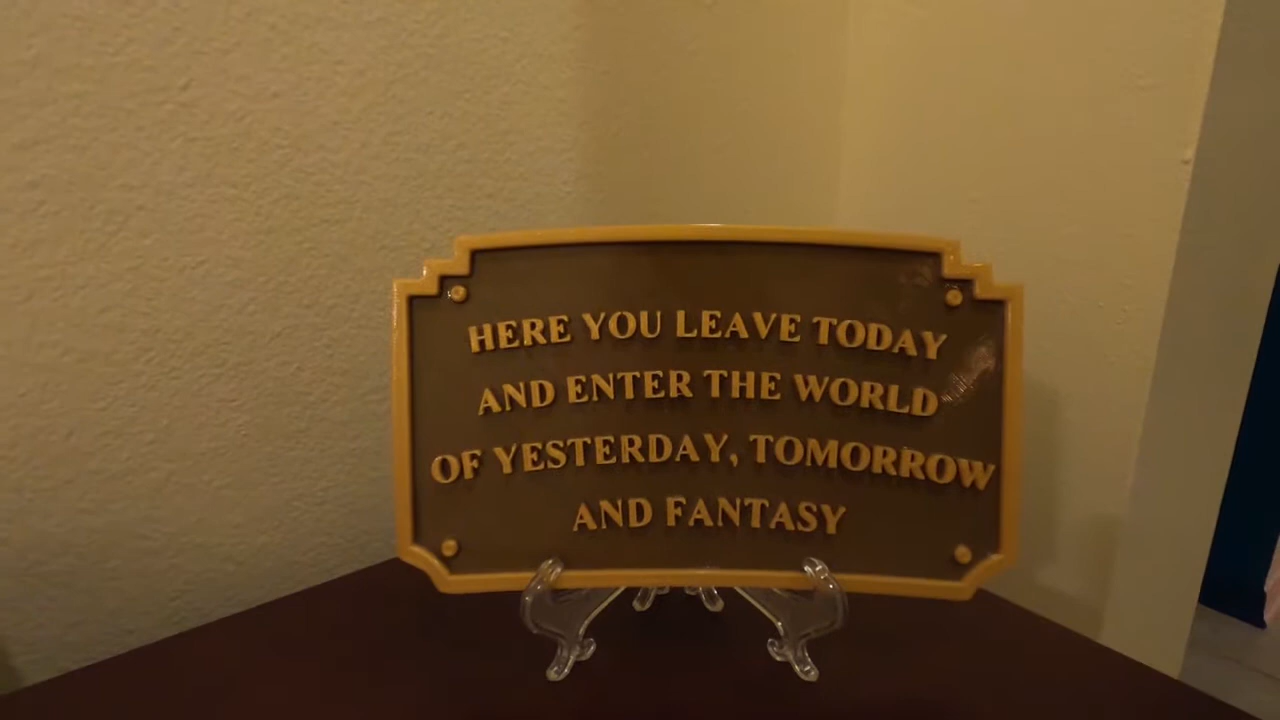 HERE YOU LEAVE TODAY
AND ENTER THE WORLD
OF YESTERDAY, TOMORROW
AND FANTASY